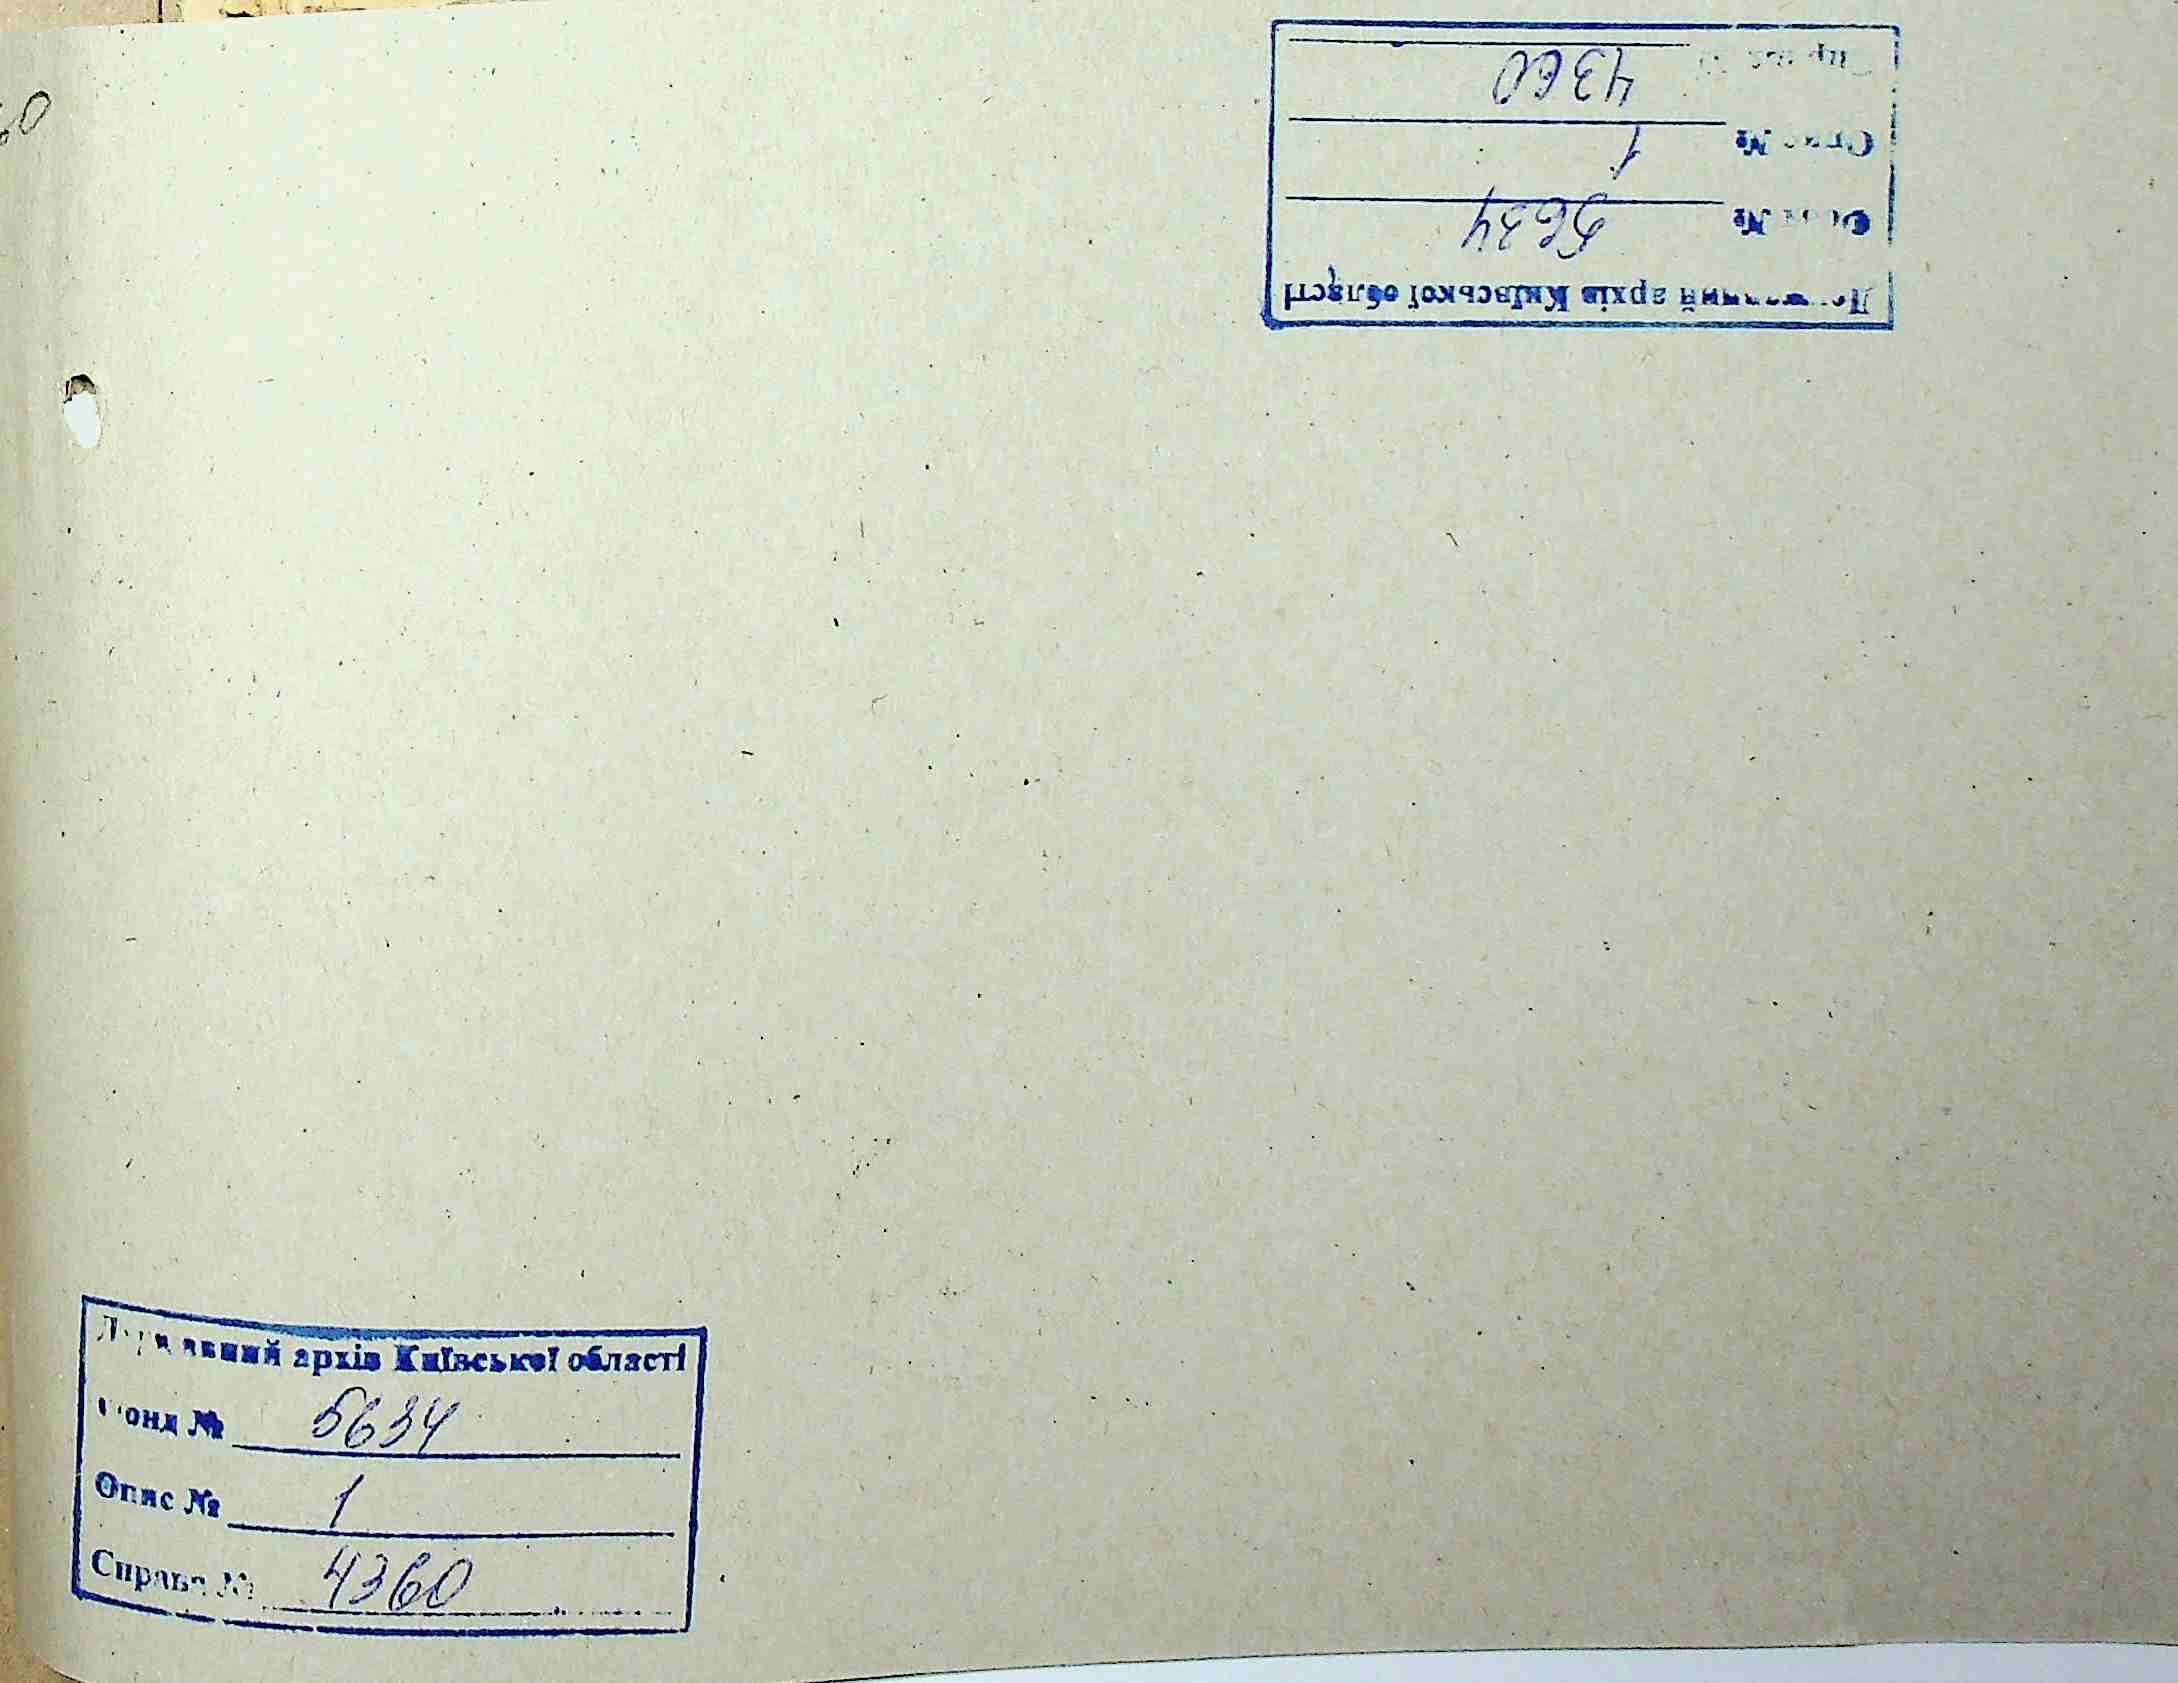 Державний архів Київської області
Фонд № 5634
Опис № 1
Справа № 4360
Державний архів Київської області
Фонд № 5634
Опис № 1
Справа № 4360